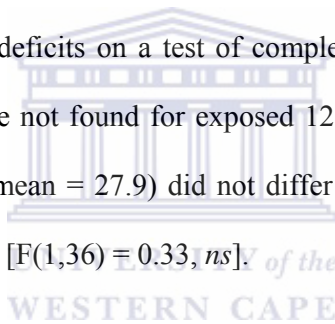 deficits on a test of comple
e not found for exposed 12
mean = 27.9) did not differ
[F(1,36) = 0.33, ns].
UNIVERSITY of the
WESTERN CAPE